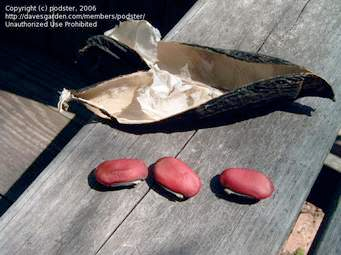 Copyright (c) podster, 2006
http://davesgarden.com/members/podster/
Unauthorized Use Prohibited